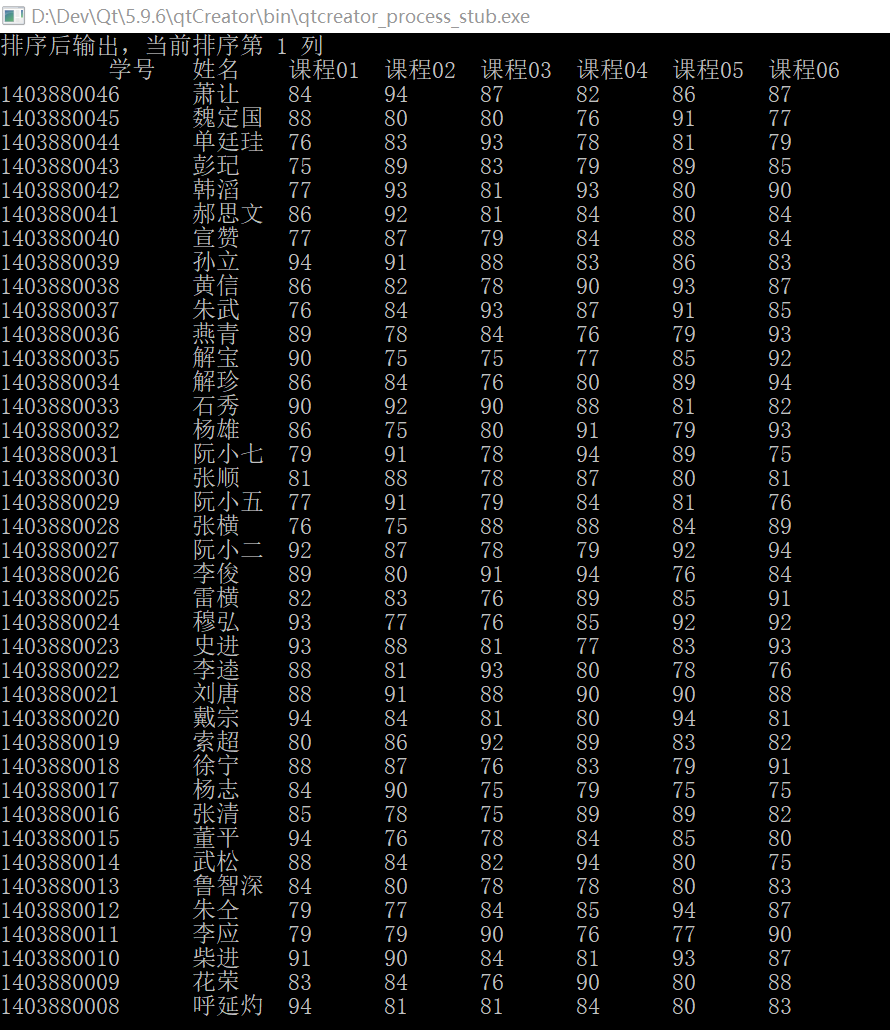 D:\Dev\Qt\5.9.6\qtCreator\bin\qtcreator_process_stub.exe
排序后输出，当前排序第 1 列
学号 姓名 课程01 课程02 课程03 课程04 课程05 课程06
1403880046 萧让 84 94 87 82 86 87
1403880045 魏定国 88 80 80 76 91 77
1403880044 单廷珪 76 83 93 78 81 79
1403880043 彭玘 75 89 83 79 89 85
1403880042 韩滔 77 93 81 93 80 90
1403880041 郝思文 86 92 81 84 80 84
1403880040 宣赞 77 87 79 84 88 84
1403880039 孙立 94 91 88 83 86 83
1403880038 黄信 86 82 78 90 93 87
1403880037 朱武 76 84 93 87 91 85
1403880036 燕青 89 78 84 76 79 93
1403880035 解宝 90 75 75 77 85 92
1403880034 解珍 86 84 76 80 89 94
1403880033 石秀 90 92 90 88 81 82
1403880032 杨雄 86 75 80 91 79 93
1403880031 阮小七 79 91 78 94 89 75
1403880030 张顺 81 88 78 87 80 81
1403880029 阮小五 77 91 79 84 81 76
1403880028 张横 76 75 88 88 84 89
1403880027 阮小二 92 87 78 79 92 94
1403880026 李俊 89 80 91 94 76 84
1403880025 雷横 82 83 76 89 85 91
1403880024 穆弘 93 77 76 85 92 92
1403880023 史进 93 88 81 77 83 93
1403880022 李逵 88 81 93 80 78 76
1403880021 刘唐 88 91 88 90 90 88
1403880020 戴宗 94 84 81 80 94 81
1403880019 索超 80 86 92 89 83 82
1403880018 徐宁 88 87 76 83 79 91
1403880017 杨志 84 90 75 79 75 75
1403880016 张清 85 78 75 89 89 82
1403880015 董平 94 76 78 84 85 80
1403880014 武松 88 84 82 94 80 75
1403880013 鲁智深 84 80 78 78 80 83
1403880012 朱仝 79 77 84 85 94 87
1403880011 李应 79 79 90 76 77 90
1403880010 柴进 91 90 84 81 93 87
1403880009 花荣 83 84 76 90 80 88
1403880008 呼延灼 94 81 81 84 80 83